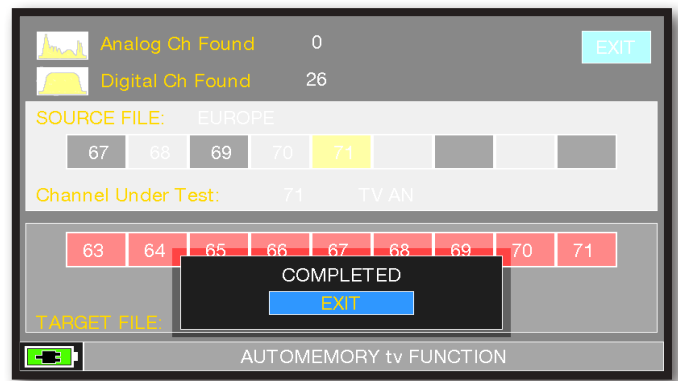 Analog Ch Found 0
EXIT
Digital Ch Found 26
SOURCE FILE: EUROPE
67 68 69 70 71
Channel Under Test: 71 TV AN
63 64 65 66 67 68 69 70 71
COMPLETED
EXIT
TARGET FILE:
AUTOMEMORY tv FUNCTION